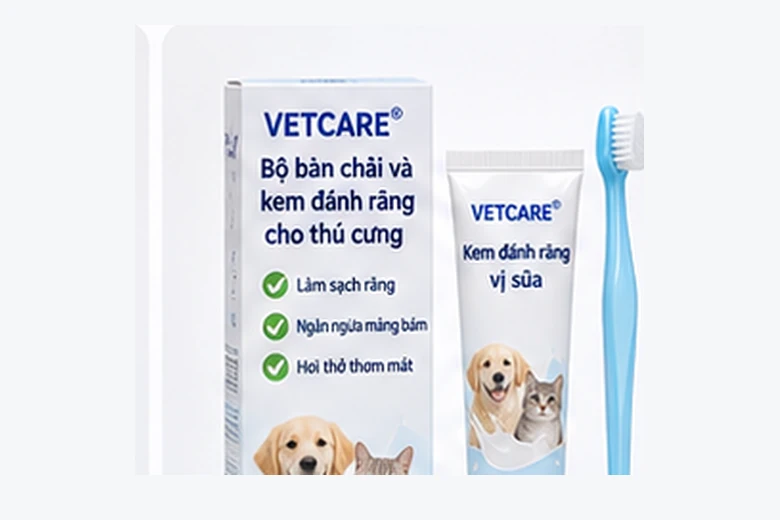 VETCARE®
Bộ bàn chải và
kem đánh răng
cho thú cưng
Làm sạch răng
Ngăn ngừa mảng bám
Hơi thở thơm mát
VETCARE®
Kem đánh răng
vị sữa